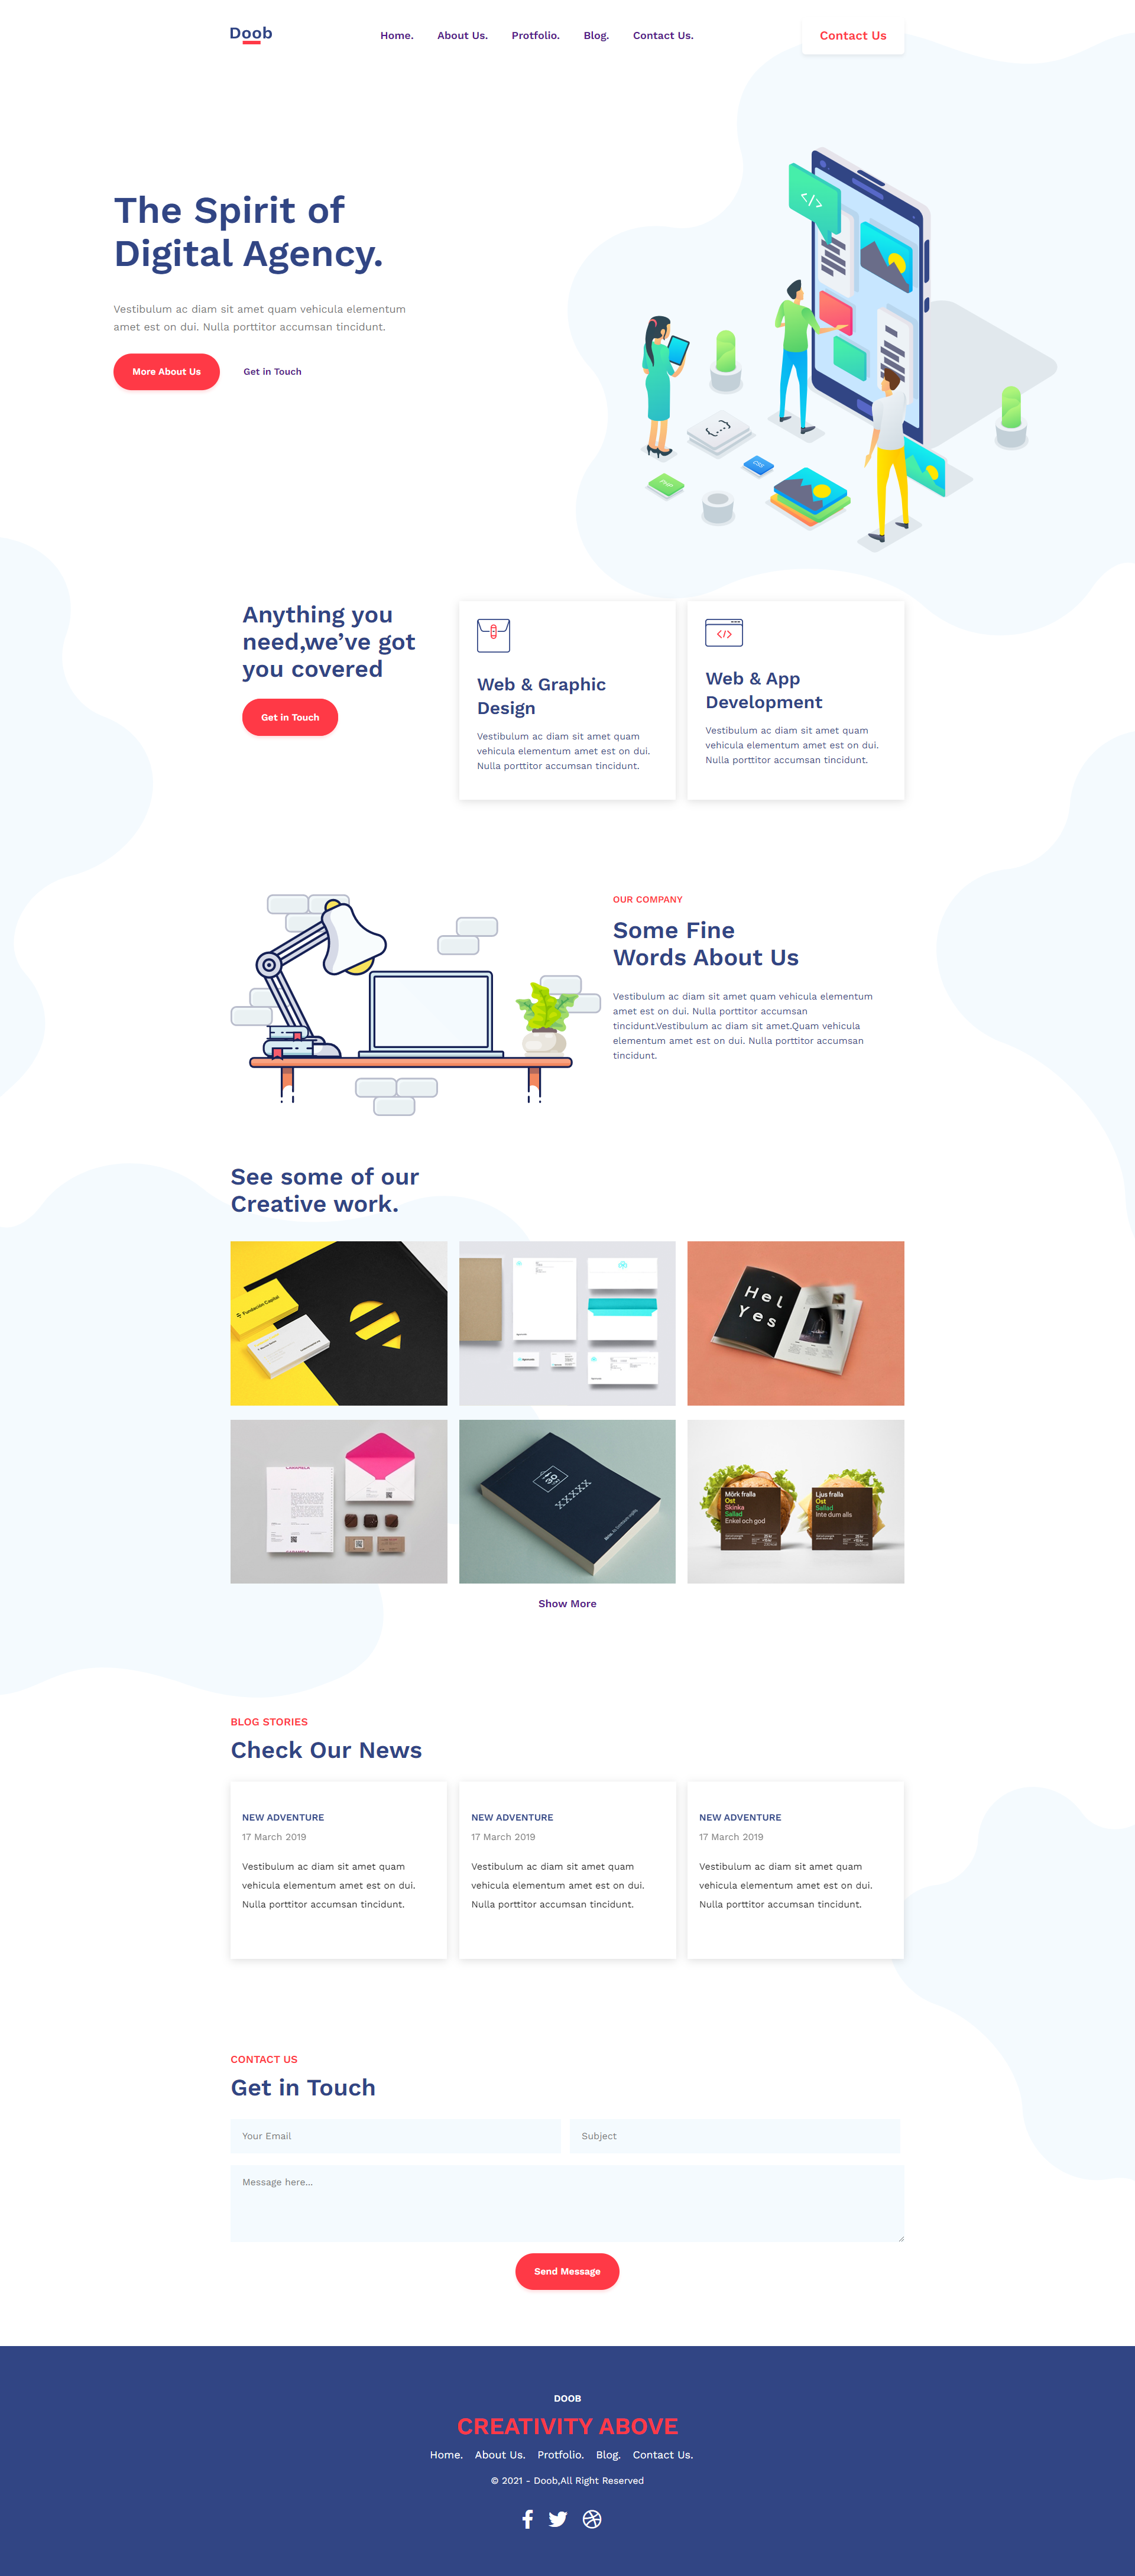 Doob
Home. About Us. Protfolio. Blog. Contact Us.
Contact Us
The Spirit of
Digital Agency.
Vestibulum ac diam sit amet quam vehicula elementum
amet est on dui. Nulla porttitor accumsan tincidunt.
More About Us
Get in Touch
</>
PHP
CSS
Anything you
need,we’ve got
you covered
Get in Touch
Web & Graphic
Design
Vestibulum ac diam sit amet quam
vehicula elementum amet est on dui.
Nulla porttitor accumsan tincidunt.
</>
Web & App
Development
Vestibulum ac diam sit amet quam
vehicula elementum amet est on dui.
Nulla porttitor accumsan tincidunt.
OUR COMPANY
Some Fine
Words About Us
Vestibulum ac diam sit amet quam vehicula elementum
amet est on dui. Nulla porttitor accumsan
tincidunt.Vestibulum ac diam sit amet.Quam vehicula
elementum amet est on dui. Nulla porttitor accumsan
tincidunt.
See some of our
Creative work.
Fundación Capital
Hel
Yes
30
XXXXXX
Mörk fralla
Ost
Skinka
Sallad
Enkel och god
Ljus fralla
Ost
Sallad
Inte dum alls
Show More
BLOG STORIES
Check Our News
NEW ADVENTURE
17 March 2019
Vestibulum ac diam sit amet quam
vehicula elementum amet est on dui.
Nulla porttitor accumsan tincidunt.
NEW ADVENTURE
17 March 2019
Vestibulum ac diam sit amet quam
vehicula elementum amet est on dui.
Nulla porttitor accumsan tincidunt.
NEW ADVENTURE
17 March 2019
Vestibulum ac diam sit amet quam
vehicula elementum amet est on dui.
Nulla porttitor accumsan tincidunt.
CONTACT US
Get in Touch
Your Email
Subject
Message here...
Send Message
DOOB
CREATIVITY ABOVE
Home. About Us. Protfolio. Blog. Contact Us.
© 2021 - Doob,All Right Reserved